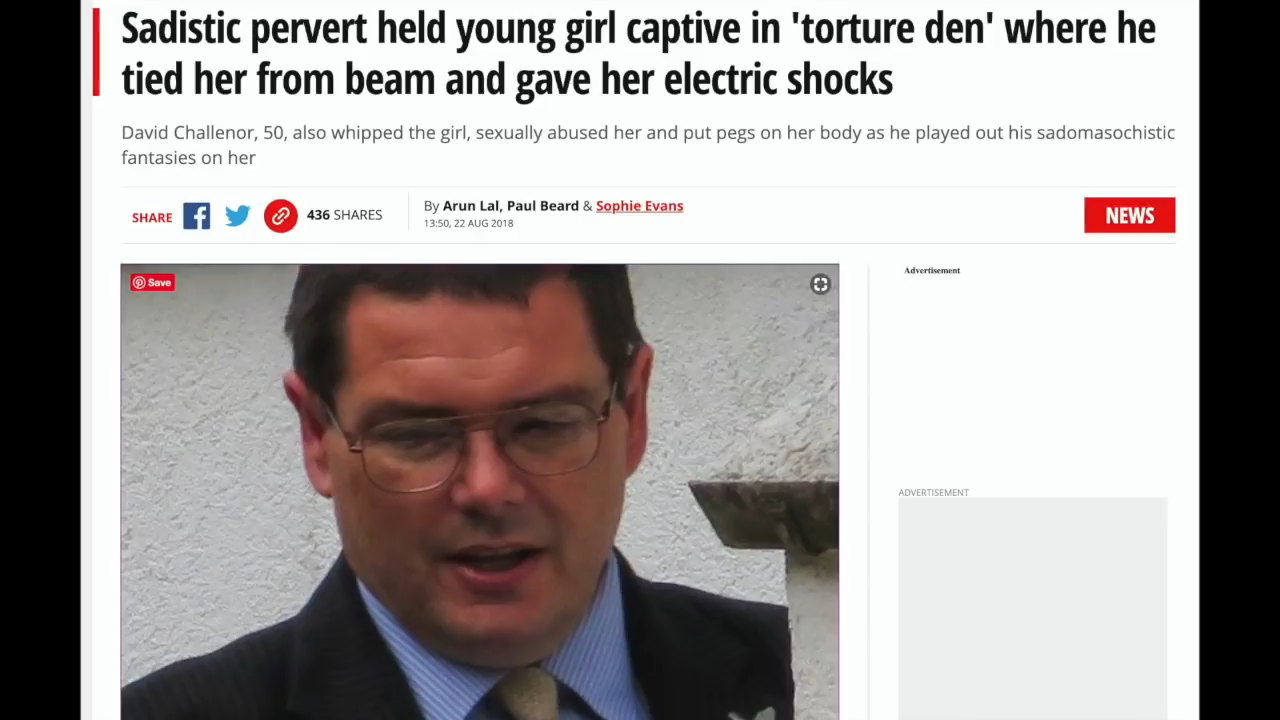 Sadistic pervert held young girl captive in 'torture den' where he
tied her from beam and gave her electric shocks
David Challenor, 50, also whipped the girl, sexually abused her and put pegs on her body as he played out his sadomasochistic
fantasies on her
SHARE
436 SHARES
By Arun Lal, Paul Beard & Sophie Evans
13:50, 22 AUG 2018
NEWS
Save
Advertisement
ADVERTISEMENT